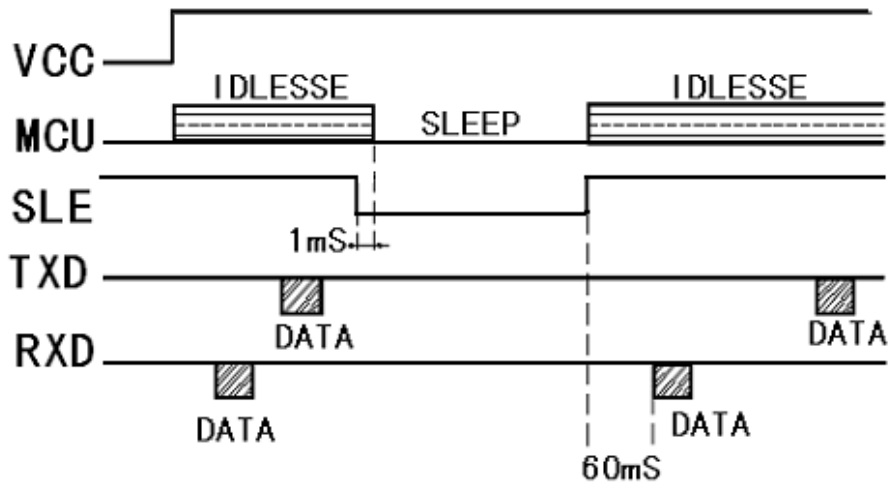 VCC
IDLESSE IDLESSE
MCU SLEEP
SLE
1mS
TXD
DATA DATA
RXD
DATA DATA
60mS